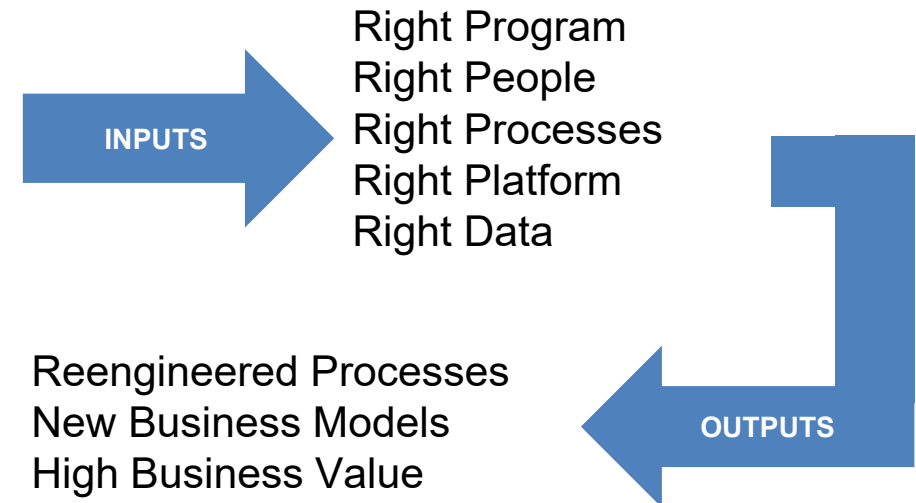 INPUTS
Right Program
Right People
Right Processes
Right Platform
Right Data
Reengineered Processes
New Business Models
High Business Value
OUTPUTS